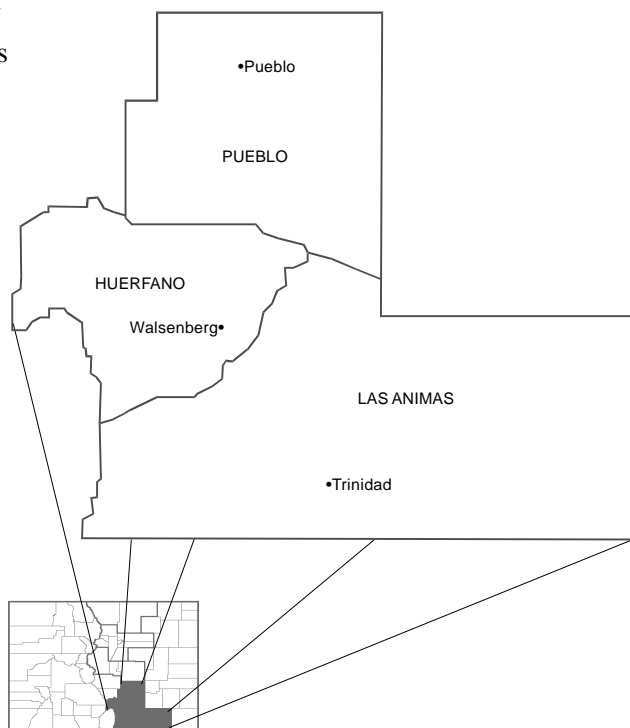 s
•Pueblo
PUEBLO
HUERFANO
Walsenberg•
LAS ANIMAS
•Trinidad